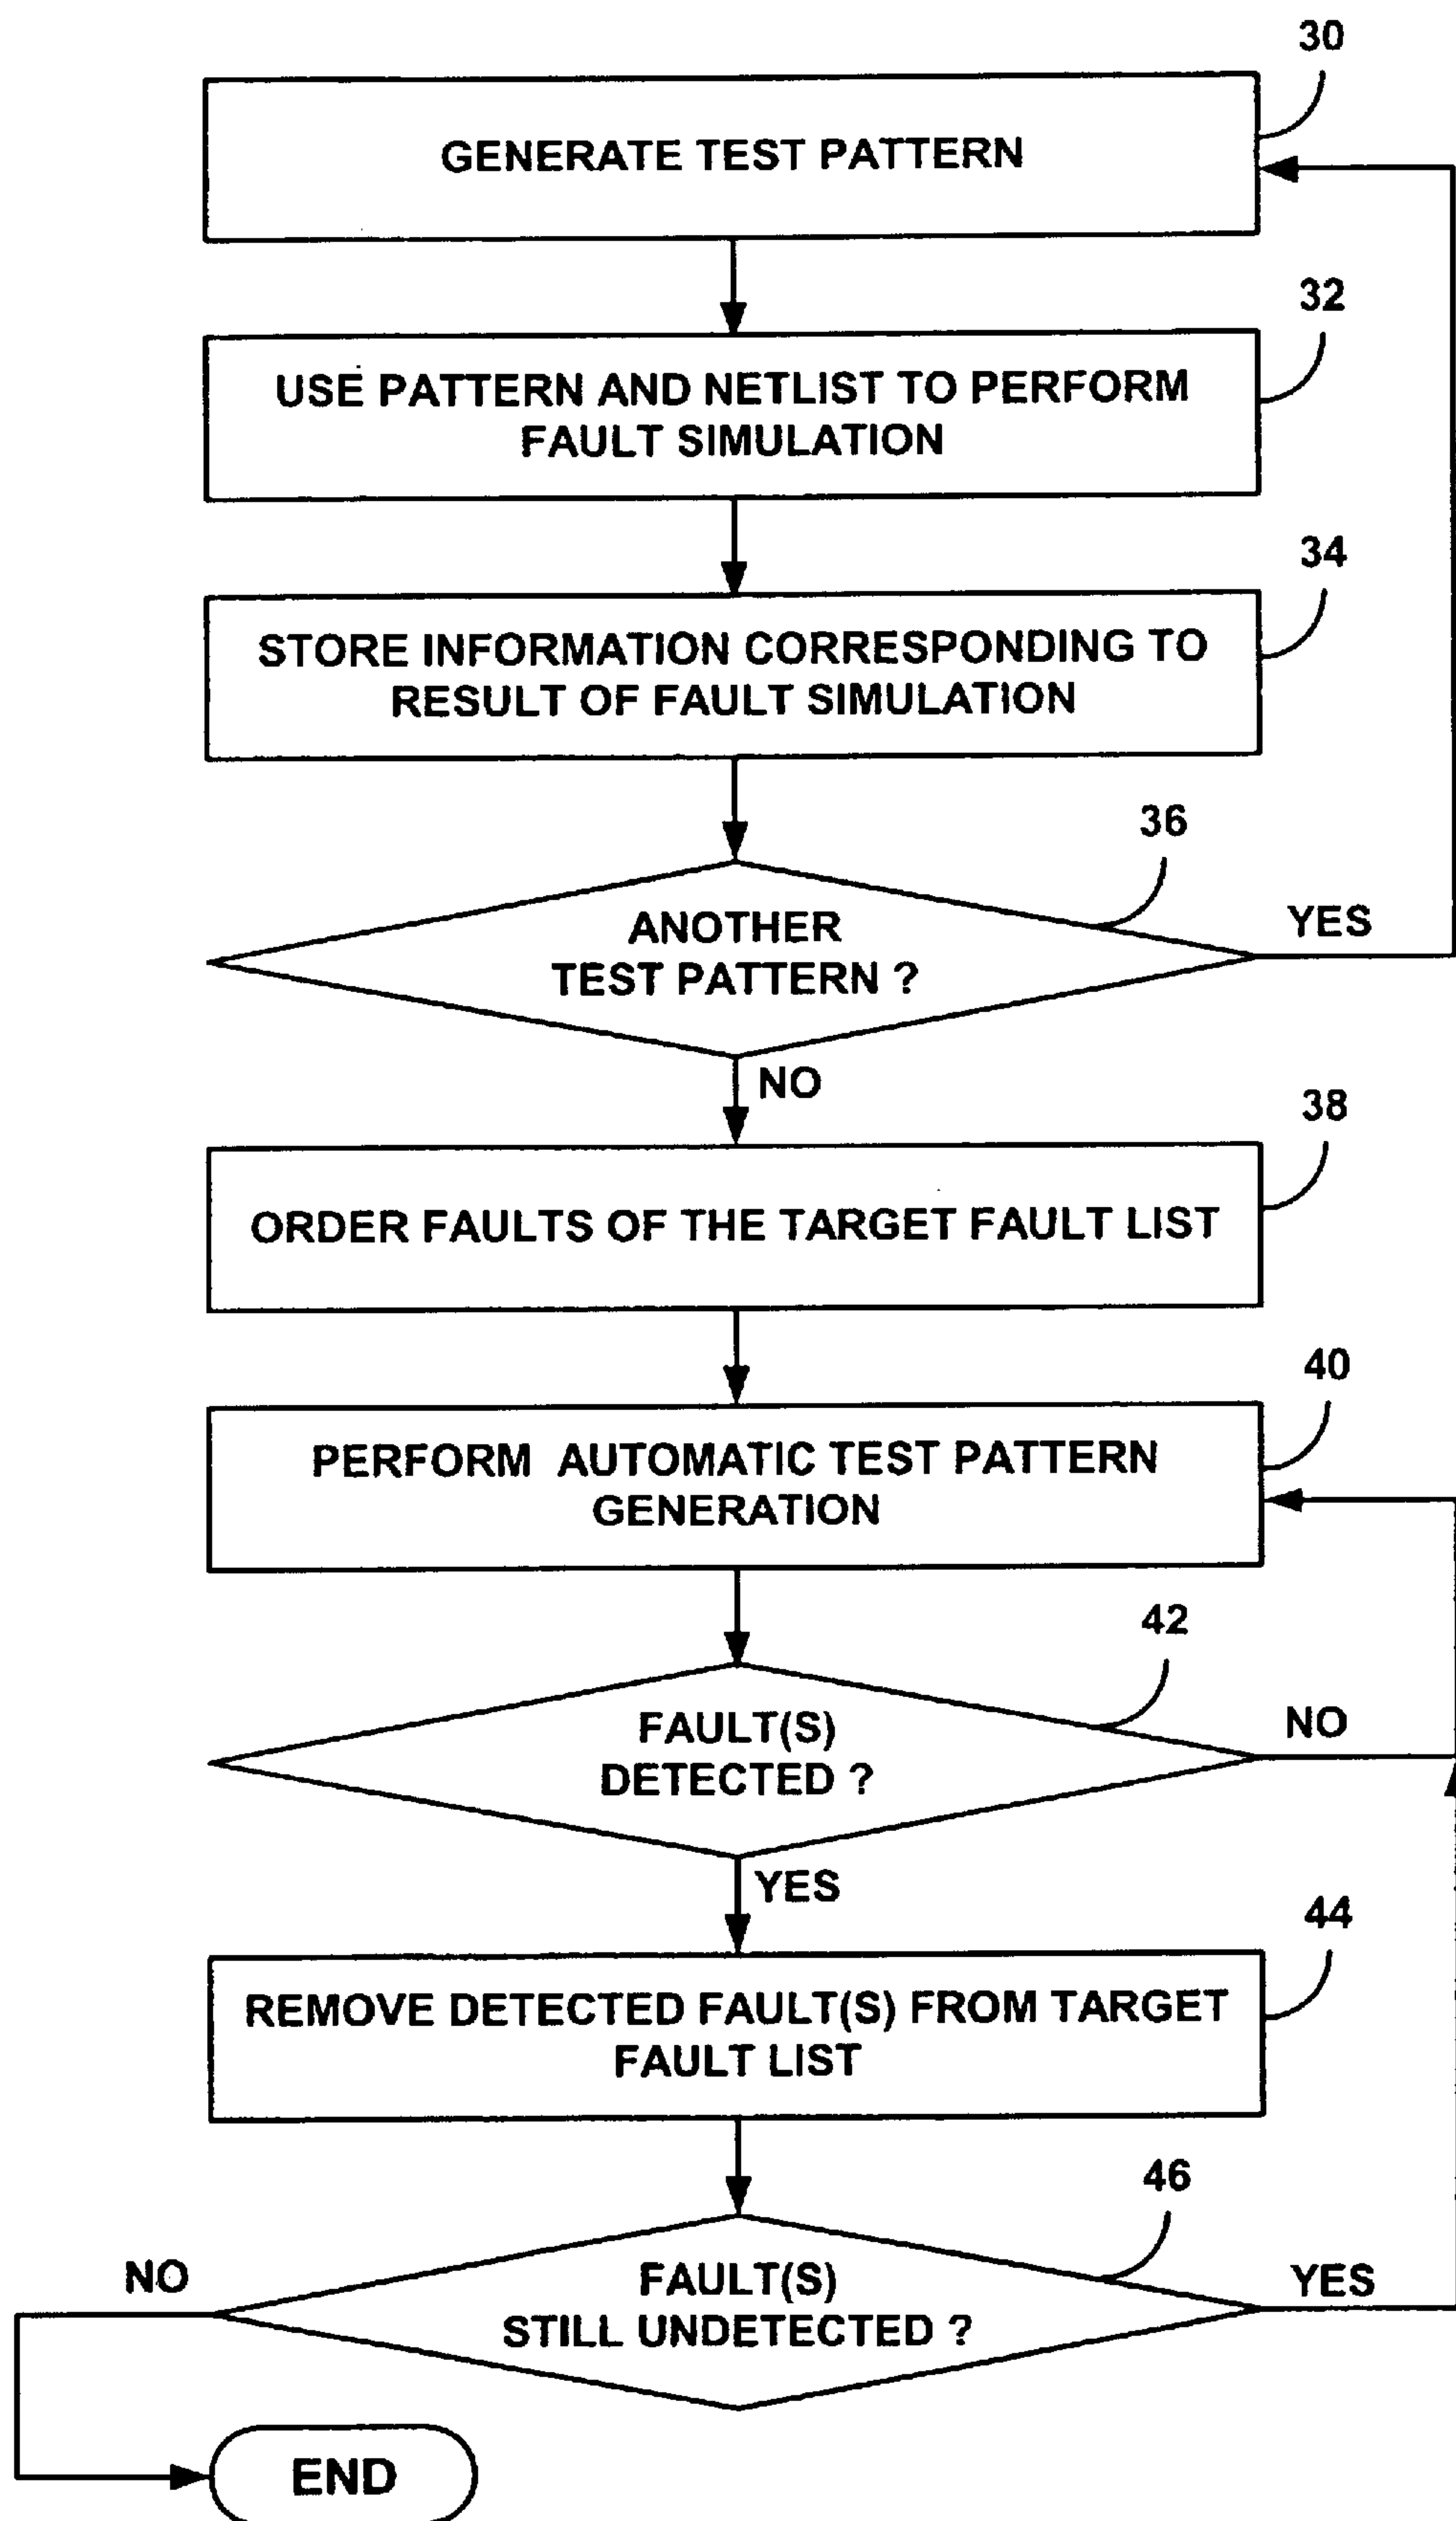 30
GENERATE TEST PATTERN
32
USE PATTERN AND NETLIST TO PERFORM
FAULT SIMULATION
34
STORE INFORMATION CORRESPONDING TO
RESULT OF FAULT SIMULATION
36
ANOTHER
TEST PATTERN ?
YES
NO
38
ORDER FAULTS OF THE TARGET FAULT LIST
40
PERFORM AUTOMATIC TEST PATTERN
GENERATION
42
FAULT(S)
DETECTED ?
NO
YES
44
REMOVE DETECTED FAULT(S) FROM TARGET
FAULT LIST
46
NO
FAULT(S)
STILL UNDETECTED ?
YES
END